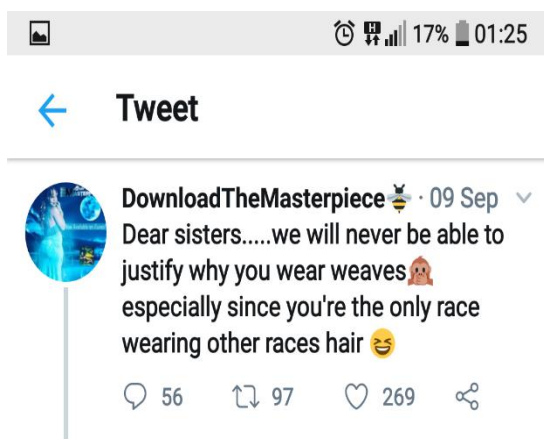 17% 01:25
Tweet
DownloadTheMasterpiece🐝 · 09 Sep
Dear sisters.....we will never be able to
justify why you wear weaves🙊
especially since you're the only race
wearing other races hair 😆
56 97 269